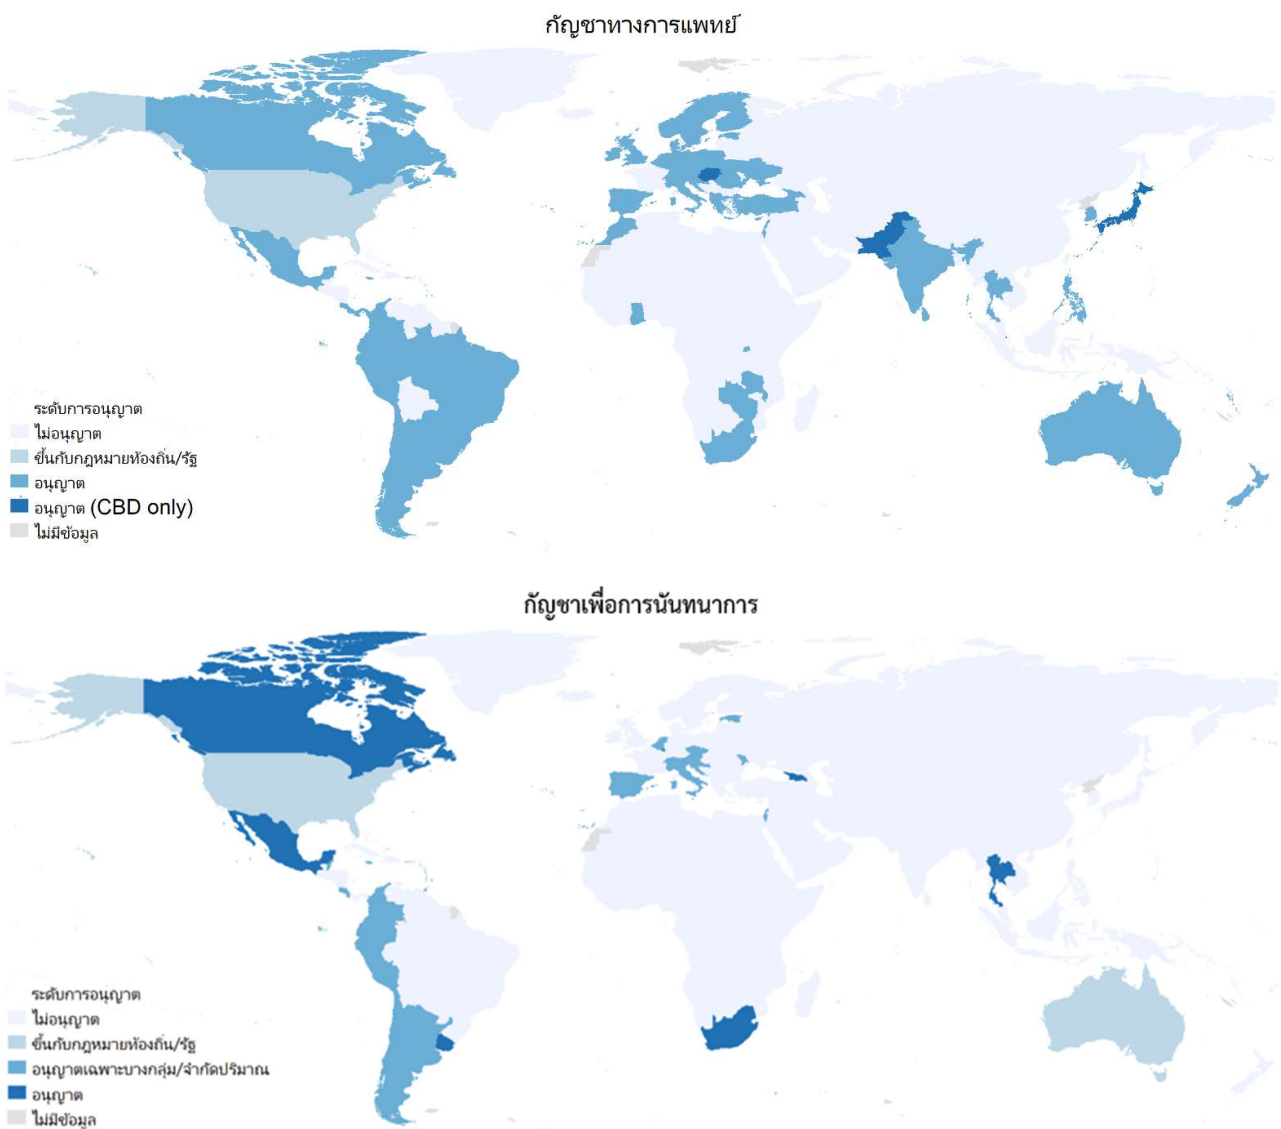 กัญชาทางการแพทย์
ระดับการอนุญาต
ไม่อนุญาต
ขึ้นกับกฎหมายท้องถิ่น/รัฐ
อนุญาต
อนุญาต (CBD only)
ไม่มีข้อมูล
กัญชาเพื่อการนันทนาการ
ระดับการอนุญาต
ไม่อนุญาต
ขึ้นกับกฎหมายท้องถิ่น/รัฐ
อนุญาตเฉพาะบางกลุ่ม/จำกัดปริมาณ
อนุญาต
ไม่มีข้อมูล